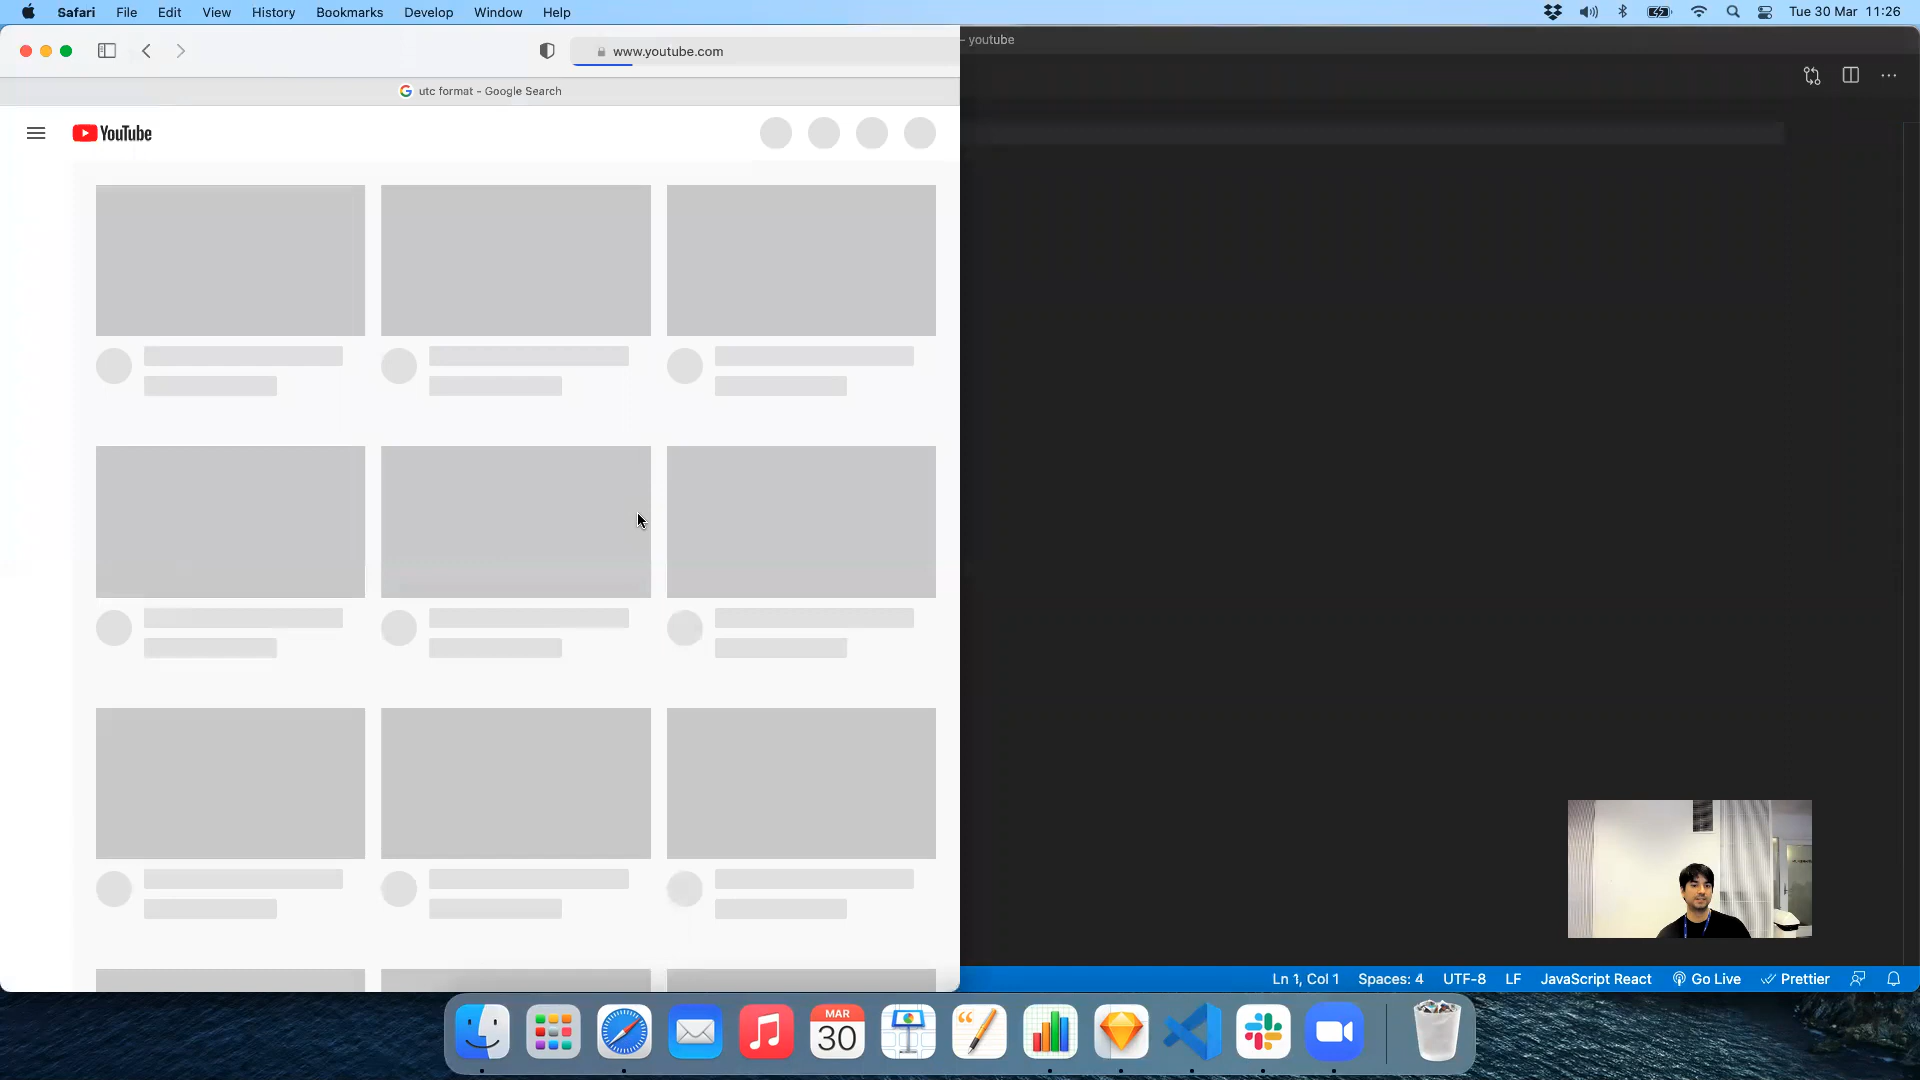 Safari File Edit View History Bookmarks Develop Window Help
Tue 30 Mar 11:26
www.youtube.com
– youtube
utc format – Google Search
YouTube
Ln 1, Col 1 Spaces: 4 UTF-8 LF JavaScript React Go Live Prettier
MAR
30